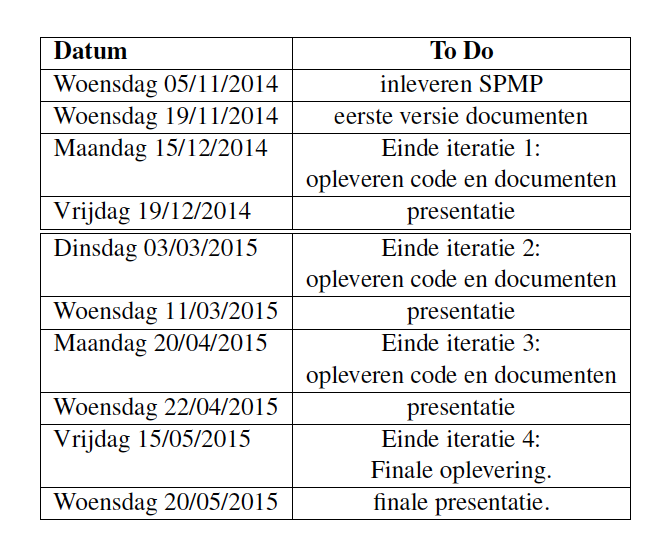 Datum To Do
Woensdag 05/11/2014 inleveren SPMP
Woensdag 19/11/2014 eerste versie documenten
Maandag 15/12/2014 Einde iteratie 1:
opleveren code en documenten
Vrijdag 19/12/2014 presentatie
Dinsdag 03/03/2015 Einde iteratie 2:
opleveren code en documenten
Woensdag 11/03/2015 presentatie
Maandag 20/04/2015 Einde iteratie 3:
opleveren code en documenten
Woensdag 22/04/2015 presentatie
Vrijdag 15/05/2015 Einde iteratie 4:
Finale oplevering.
Woensdag 20/05/2015 finale presentatie.